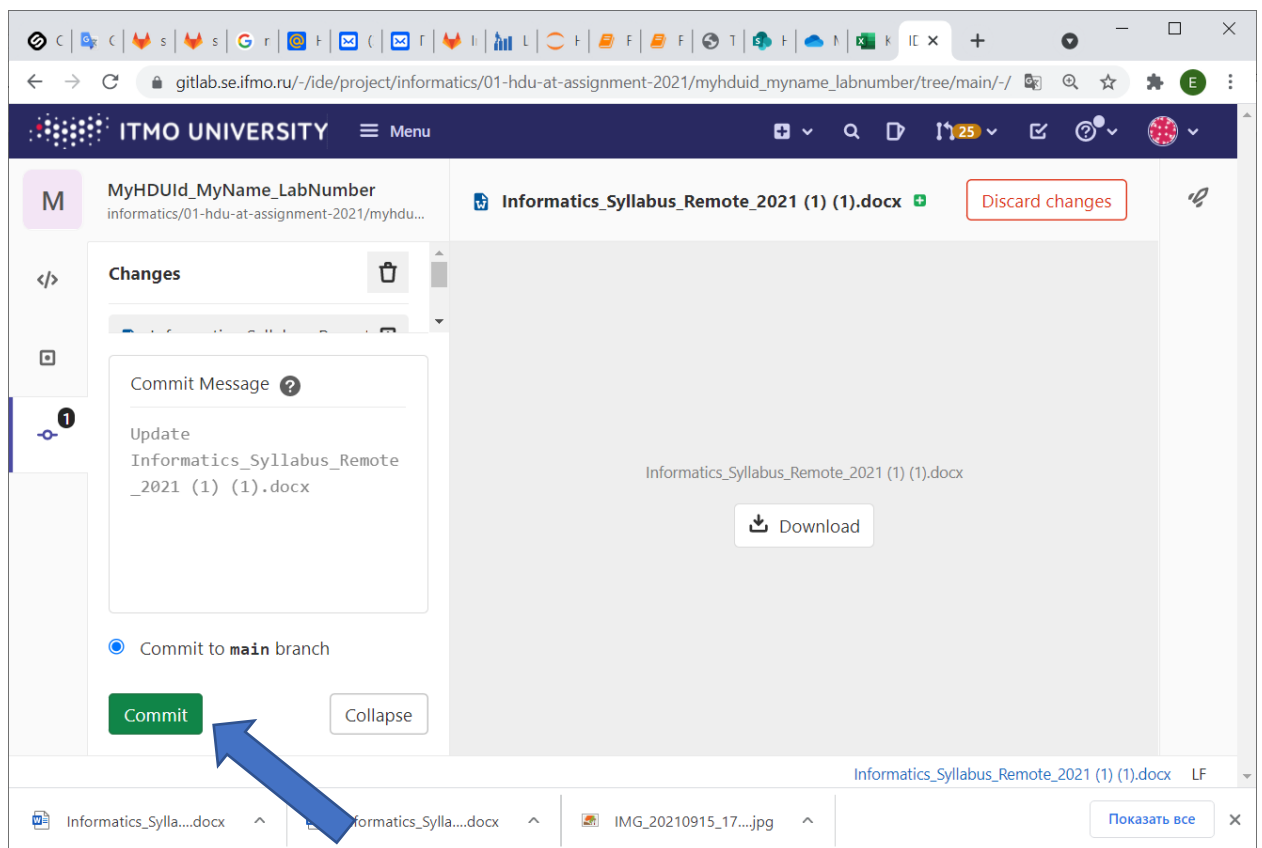 gitlab.se.ifmo.ru/-/ide/project/informatics/01-hdu-at-assignment-2021/myhduid_myname_labnumber/tree/main/-/
E
ITMO UNIVERSITY
Menu
25
M
MyHDUId_MyName_LabNumber
informatics/01-hdu-at-assignment-2021/myhdu...
Informatics_Syllabus_Remote_2021 (1) (1).docx
Discard changes
Changes
Commit Message
1
Update
Informatics_Syllabus_Remote
_2021 (1) (1).docx
Informatics_Syllabus_Remote_2021 (1) (1).docx
Download
Commit to main branch
Commit
Collapse
Informatics_Syllabus_Remote_2021 (1) (1).docx LF
Informatics_Sylla....docx
formatics_Sylla....docx
IMG_20210915_17....jpg
Показать все